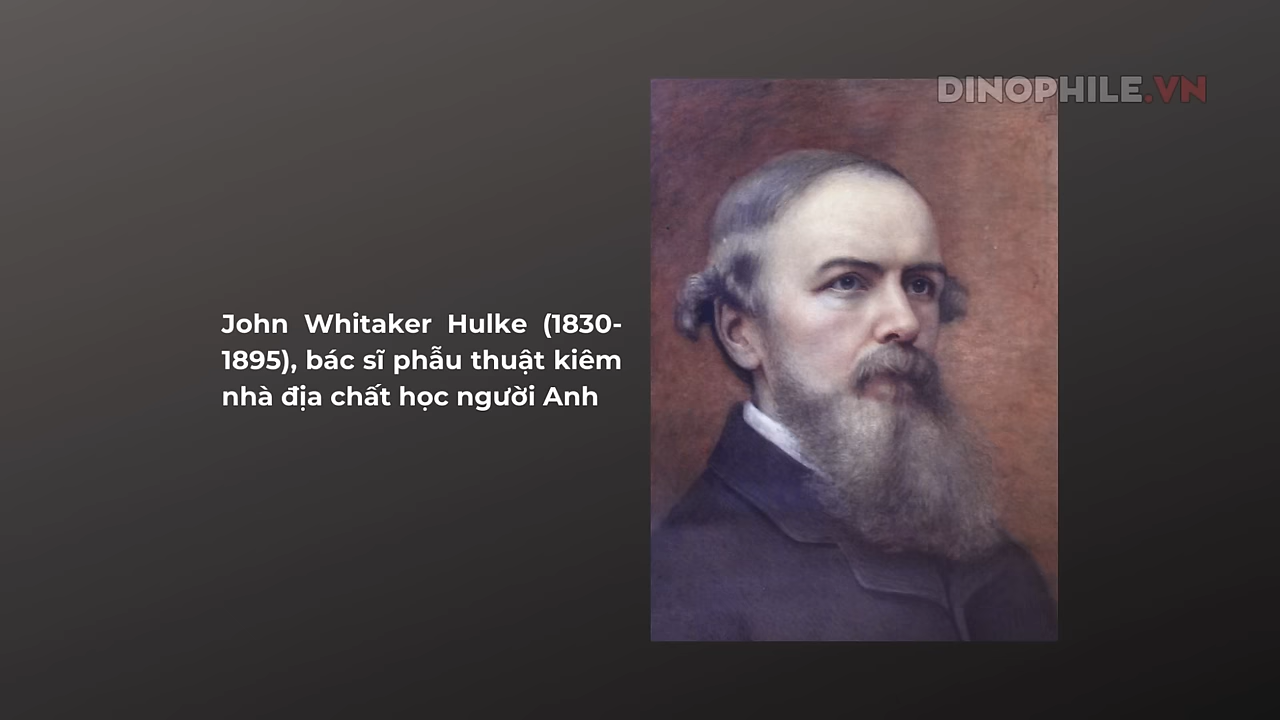 DINOPHILE.VN
John Whitaker Hulke (1830-
1895), bác sĩ phẫu thuật kiêm
nhà địa chất học người Anh